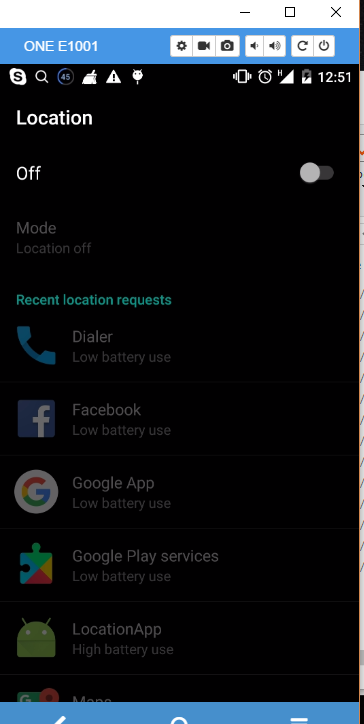 ONE E1001
45
H
12:51
Location
Off
Mode
Location off
Recent location requests
Dialer
Low battery use
Facebook
Low battery use
Google App
Low battery use
Google Play services
Low battery use
LocationApp
High battery use
Maps